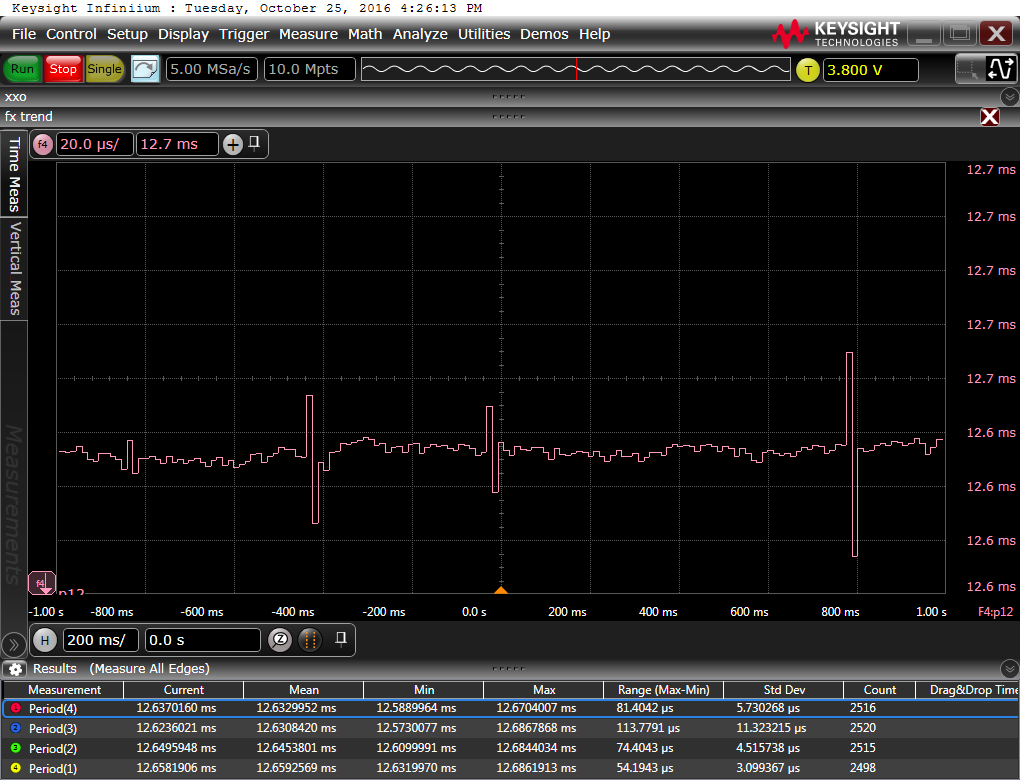 Keysight Infiniium : Tuesday, October 25, 2016 4:26:13 PM
File Control Setup Display Trigger Measure Math Analyze Utilities Demos Help
KEYSIGHT
TECHNOLOGIES
Run Stop Single 5.00 MSa/s 10.0 Mpts T 3.800 V
xxo
fx trend
Time Meas
Vertical Meas
Measurements
f4 20.0 µs/ 12.7 ms
12.7 ms
12.7 ms
12.7 ms
12.7 ms
12.7 ms
12.6 ms
12.6 ms
12.6 ms
12.6 ms
f4
p12
-1.00 s -800 ms -600 ms -400 ms -200 ms 0.0 s 200 ms 400 ms 600 ms 800 ms 1.00 s F4:p12
H 200 ms/ 0.0 s
Results (Measure All Edges)
Measurement Current Mean Min Max Range (Max-Min) Std Dev Count Drag&Drop Time
Period(4) 12.6370160 ms 12.6329952 ms 12.5889964 ms 12.6704007 ms 81.4042 µs 5.730268 µs 2516
Period(3) 12.6236021 ms 12.6308420 ms 12.5730077 ms 12.6867868 ms 113.7791 µs 11.323215 µs 2520
Period(2) 12.6495948 ms 12.6453801 ms 12.6099991 ms 12.6844034 ms 74.4043 µs 4.515738 µs 2515
Period(1) 12.6581906 ms 12.6592569 ms 12.6319970 ms 12.6861913 ms 54.1943 µs 3.099367 µs 2498